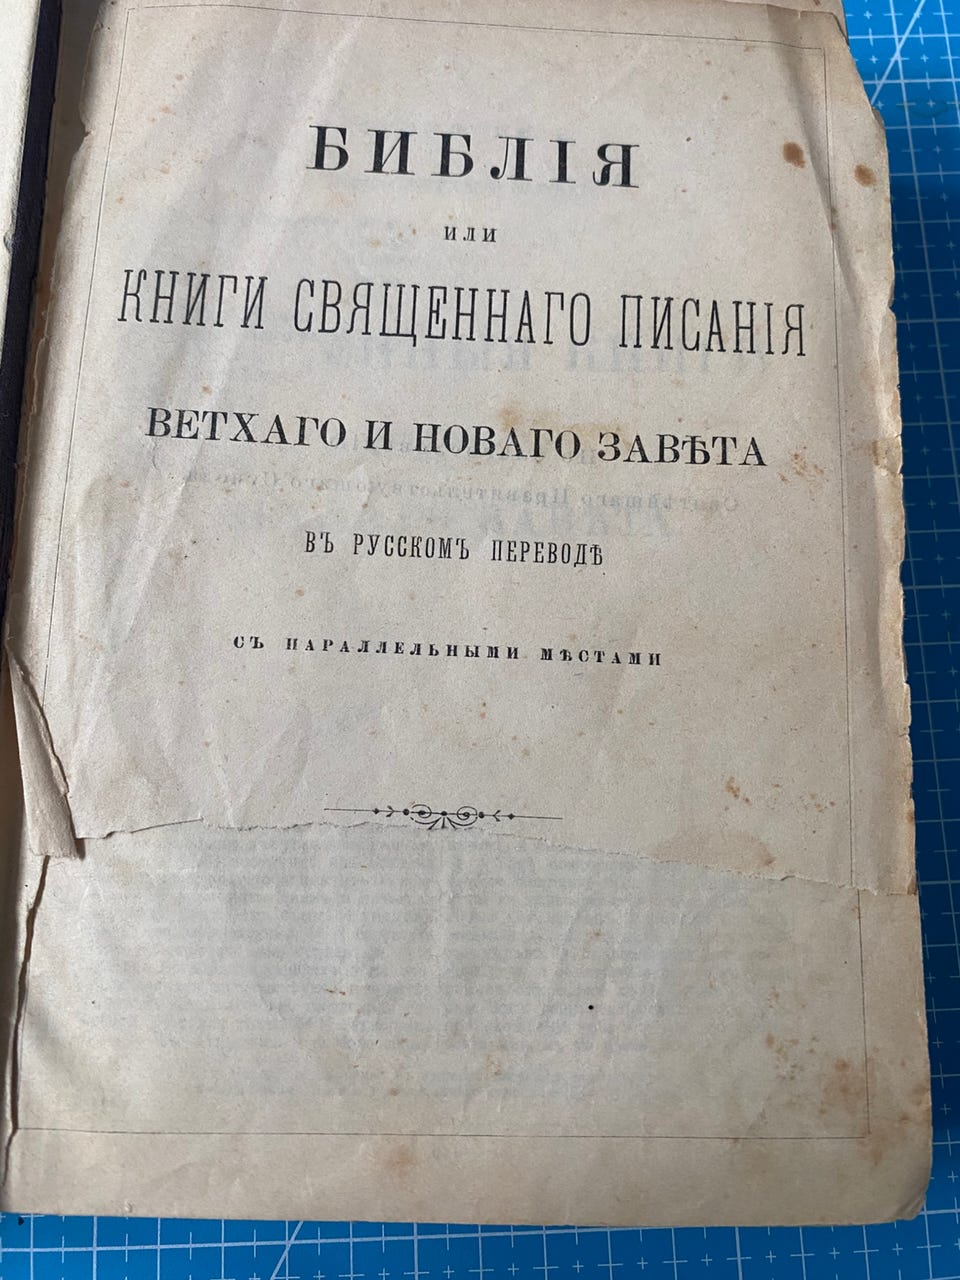 БИБЛІЯ
ИЛИ
КНИГИ СВЯЩЕННАГО ПИСАНІЯ
ВЕТХАГО И НОВАГО ЗАВѢТА
ВЪ РУССКОМЪ ПЕРЕВОДѢ
СЪ ПАРАЛЛЕЛЬНЫМИ МѢСТАМИ